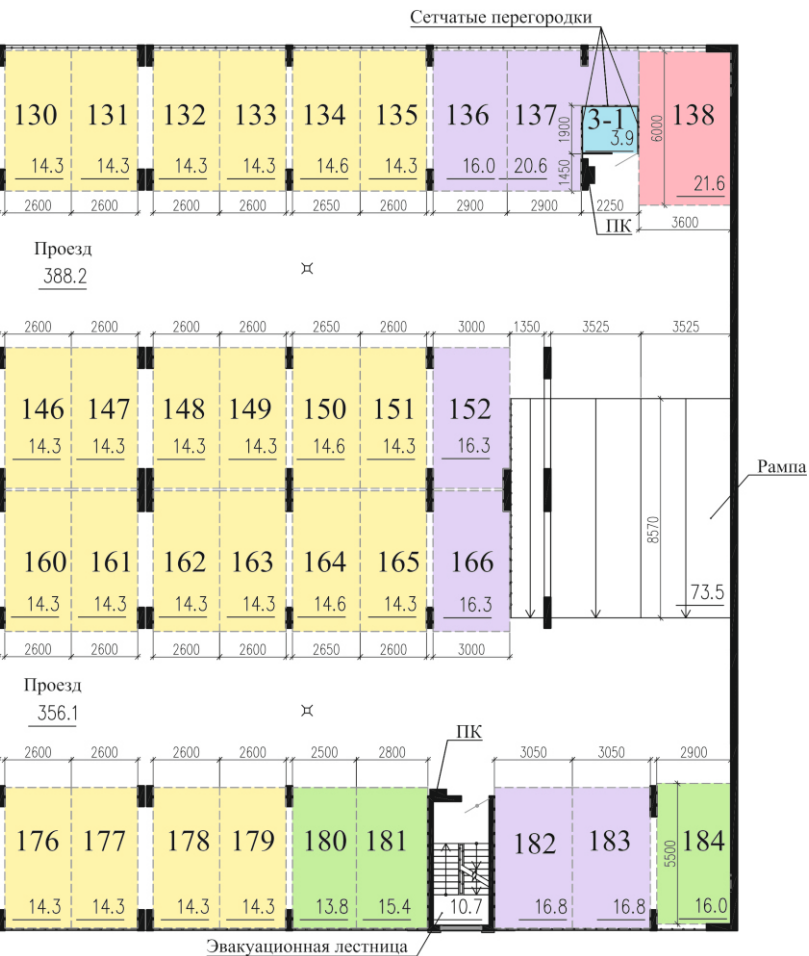 Сетчатые перегородки
130 131 132 133 134 135 136 137 3-1 138
3.9
1900 6000
14.3 14.3 14.3 14.3 14.6 14.3 16.0 20.6 1450 21.6
2600 2600 2600 2600 2650 2600 2900 2900 2250
ПК 3600
Проезд
388.2
2600 2600 2600 2600 2650 2600 3000 1350 3525 3525
146 147 148 149 150 151 152
14.3 14.3 14.3 14.3 14.6 14.3 16.3
Рампа
8570
160 161 162 163 164 165 166
14.3 14.3 14.3 14.3 14.6 14.3 16.3 73.5
2600 2600 2600 2600 2650 2600 3000
Проезд
356.1
ПК
2600 2600 2600 2600 2500 2800 3050 3050 2900
176 177 178 179 180 181 182 183 184
5500
14.3 14.3 14.3 14.3 13.8 15.4 10.7 16.8 16.8 16.0
Эвакуационная лестница